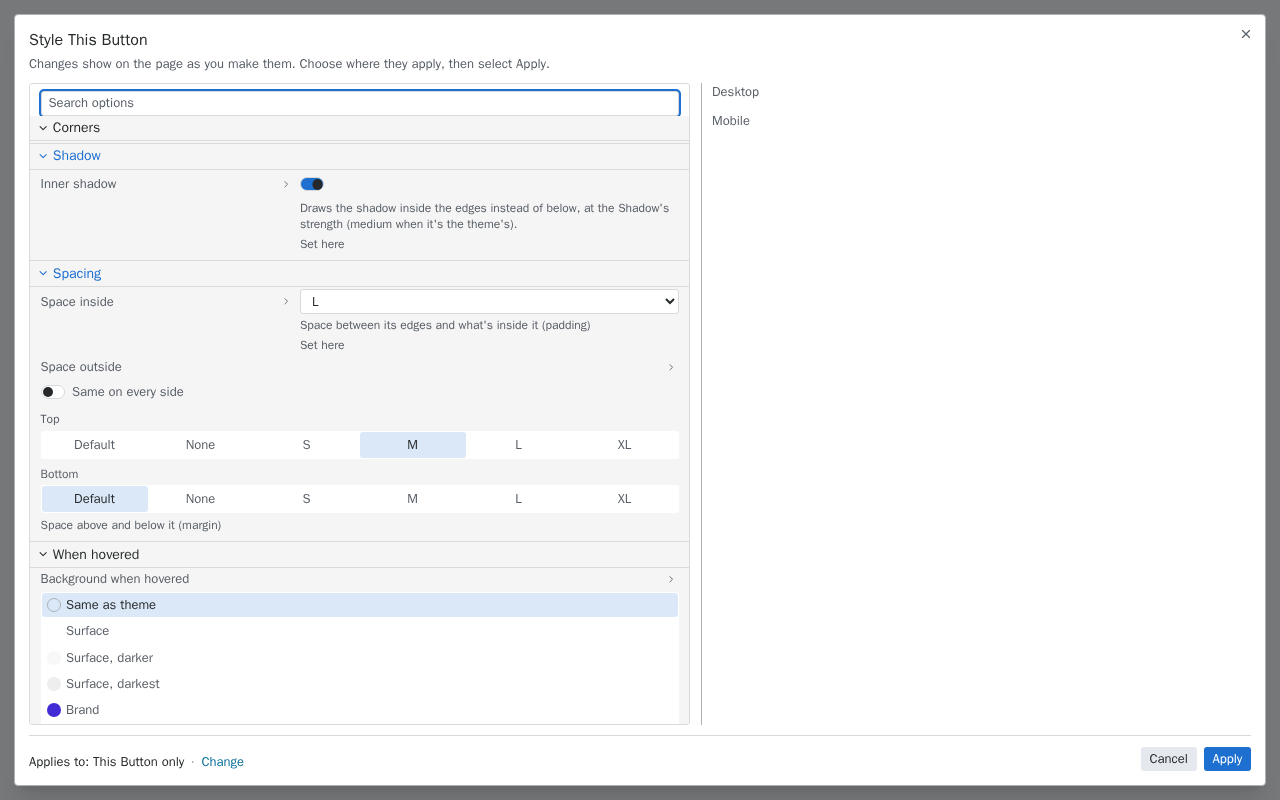 Style This Button
Changes show on the page as you make them. Choose where they apply, then select Apply.
Search options
Corners
Shadow
Inner shadow
Draws the shadow inside the edges instead of below, at the Shadow's
strength (medium when it's the theme's).
Set here
Spacing
Space inside
L
Space between its edges and what's inside it (padding)
Set here
Space outside
Same on every side
Top
Default None S M L XL
Bottom
Default None S M L XL
Space above and below it (margin)
When hovered
Background when hovered
Same as theme
Surface
Surface, darker
Surface, darkest
Brand
Desktop
Mobile
Applies to: This Button only · Change
Cancel Apply